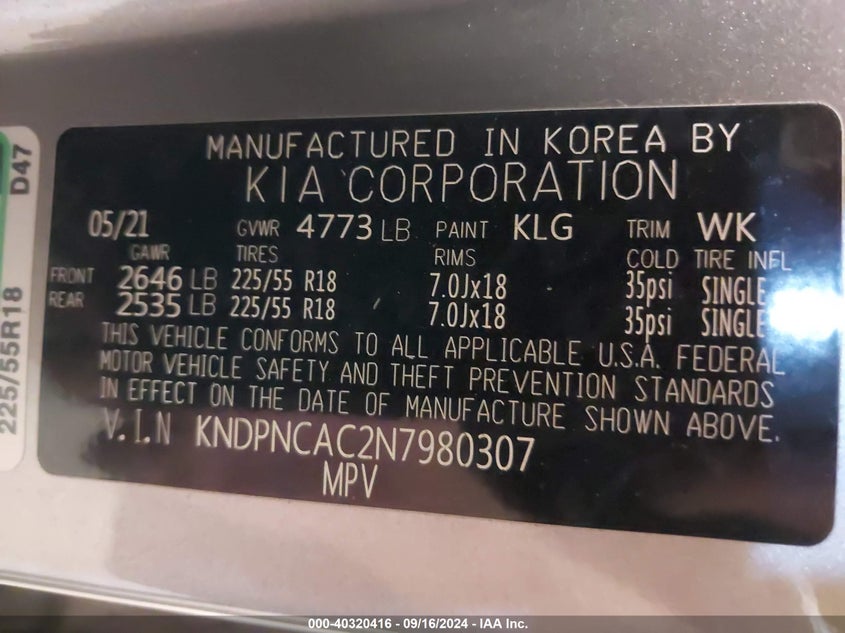 MANUFACTURED IN KOREA BY
KIA CORPORATION
05/21 GVWR 4773 LB PAINT KLG TRIM WK
GAWR TIRES RIMS COLD TIRE INFL
FRONT 2646 LB 225/55 R18 7.0Jx18 35psi SINGLE
REAR 2535 LB 225/55 R18 7.0Jx18 35psi SINGLE
THIS VEHICLE CONFORMS TO ALL APPLICABLE U.S.A. FEDERAL
MOTOR VEHICLE SAFETY AND THEFT PREVENTION STANDARDS
IN EFFECT ON THE DATE OF MANUFACTURE SHOWN ABOVE.
V.I.N KNDPNCAC2N7980307
MPV
225/55R18 D47
000-40320416 - 09/16/2024 - IAA Inc.